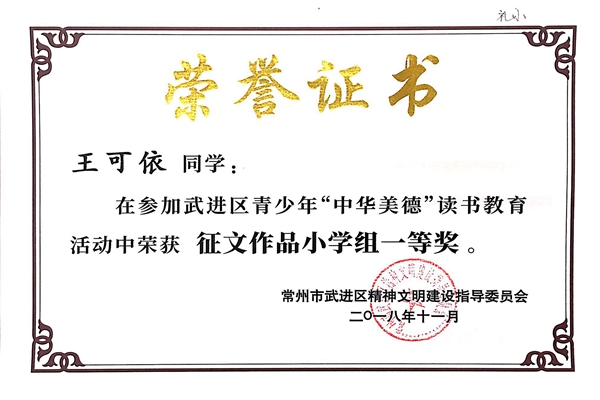 礼小
荣誉证书
王可依 同学：
在参加武进区青少年“中华美德”读书教育
活动中荣获 征文作品小学组一等奖。
常州市武进区精神文明建设指导委员会
二〇一八年十一月